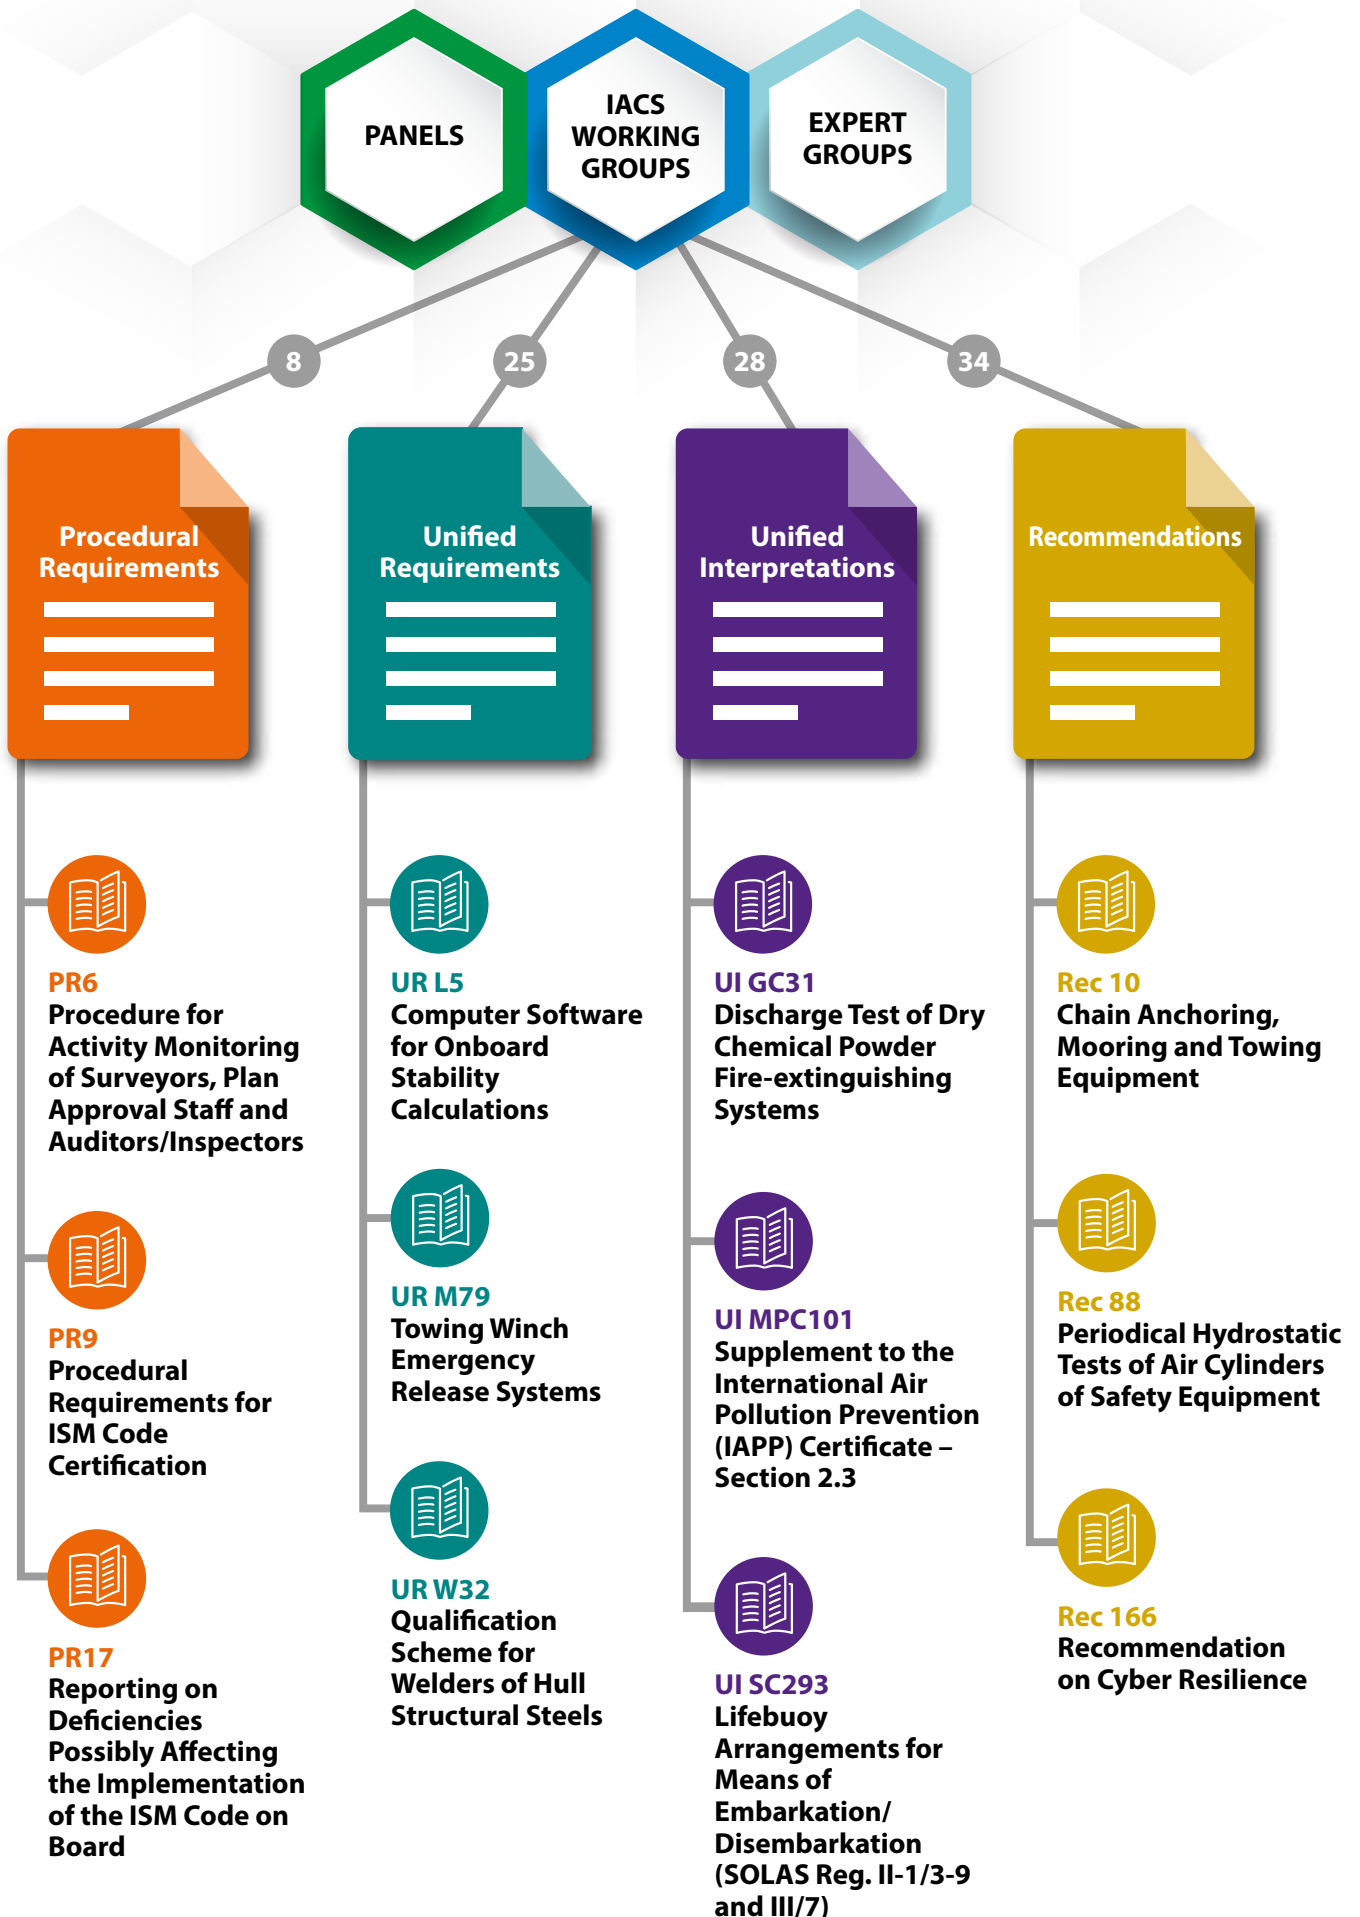 PANELS
IACS
WORKING
GROUPS
EXPERT
GROUPS
8
25
28
34
Procedural
Requirements
Unified
Requirements
Unified
Interpretations
Recommendations
PR6
Procedure for
Activity Monitoring
of Surveyors, Plan
Approval Staff and
Auditors/Inspectors
PR9
Procedural
Requirements for
ISM Code
Certification
PR17
Reporting on
Deficiencies
Possibly Affecting
the Implementation
of the ISM Code on
Board
UR L5
Computer Software
for Onboard
Stability
Calculations
UR M79
Towing Winch
Emergency
Release Systems
UR W32
Qualification
Scheme for
Welders of Hull
Structural Steels
UI GC31
Discharge Test of Dry
Chemical Powder
Fire-extinguishing
Systems
UI MPC101
Supplement to the
International Air
Pollution Prevention
(IAPP) Certificate –
Section 2.3
UI SC293
Lifebuoy
Arrangements for
Means of
Embarkation/
Disembarkation
(SOLAS Reg. II-1/3-9
and III/7)
Rec 10
Chain Anchoring,
Mooring and Towing
Equipment
Rec 88
Periodical Hydrostatic
Tests of Air Cylinders
of Safety Equipment
Rec 166
Recommendation
on Cyber Resilience